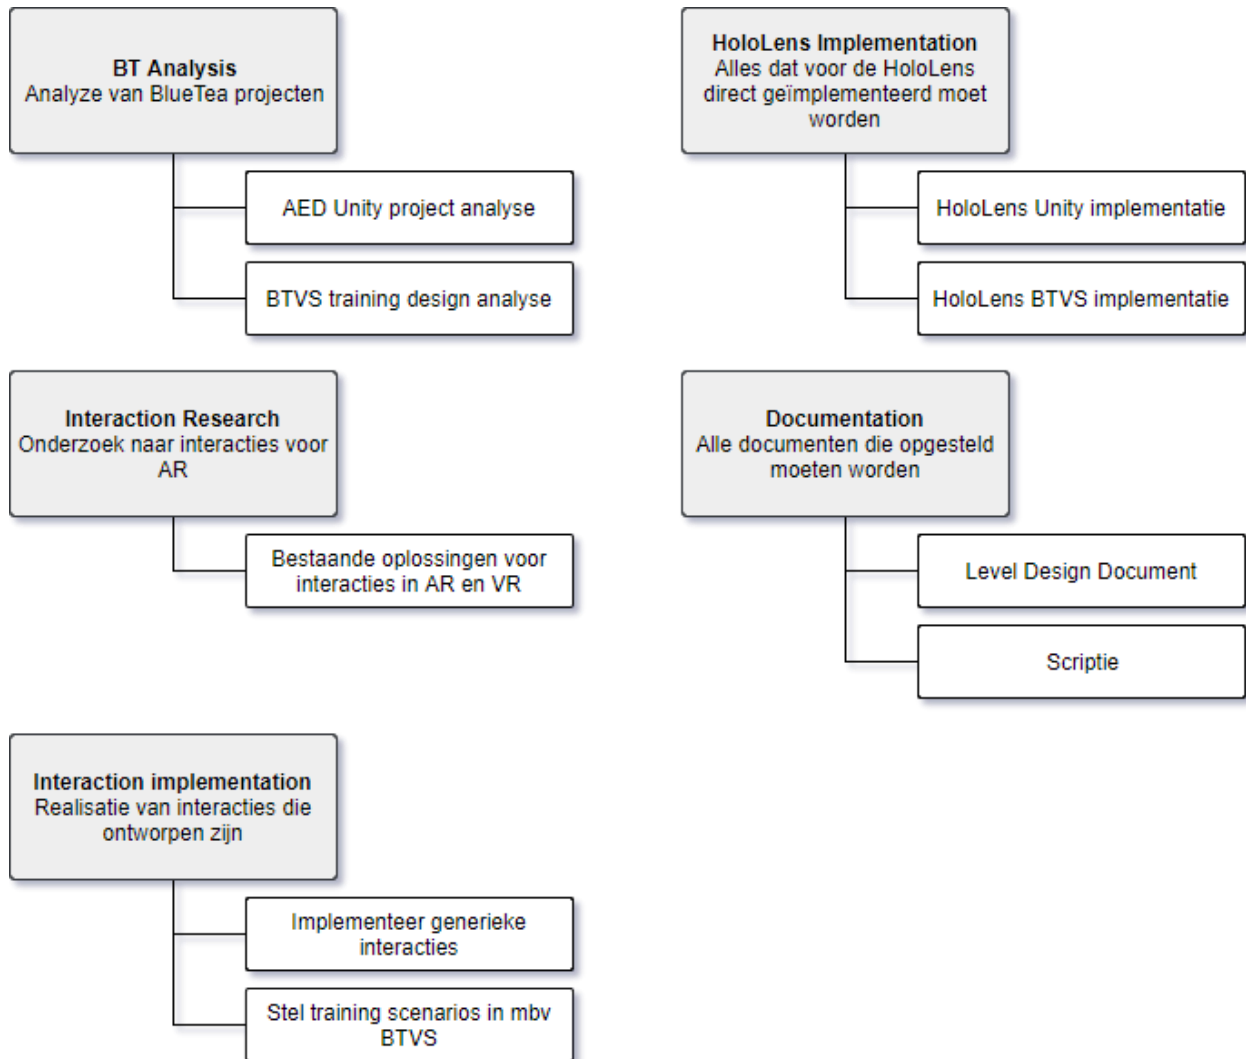 BT Analysis
Analyze van BlueTea projecten
AED Unity project analyse
BTVS training design analyse
HoloLens Implementation
Alles dat voor de HoloLens
direct geïmplementeerd moet
worden
HoloLens Unity implementatie
HoloLens BTVS implementatie
Interaction Research
Onderzoek naar interacties voor
AR
Bestaande oplossingen voor
interacties in AR en VR
Documentation
Alle documenten die opgesteld
moeten worden
Level Design Document
Scriptie
Interaction implementation
Realisatie van interacties die
ontworpen zijn
Implementeer generieke
interacties
Stel training scenarios in mbv
BTVS